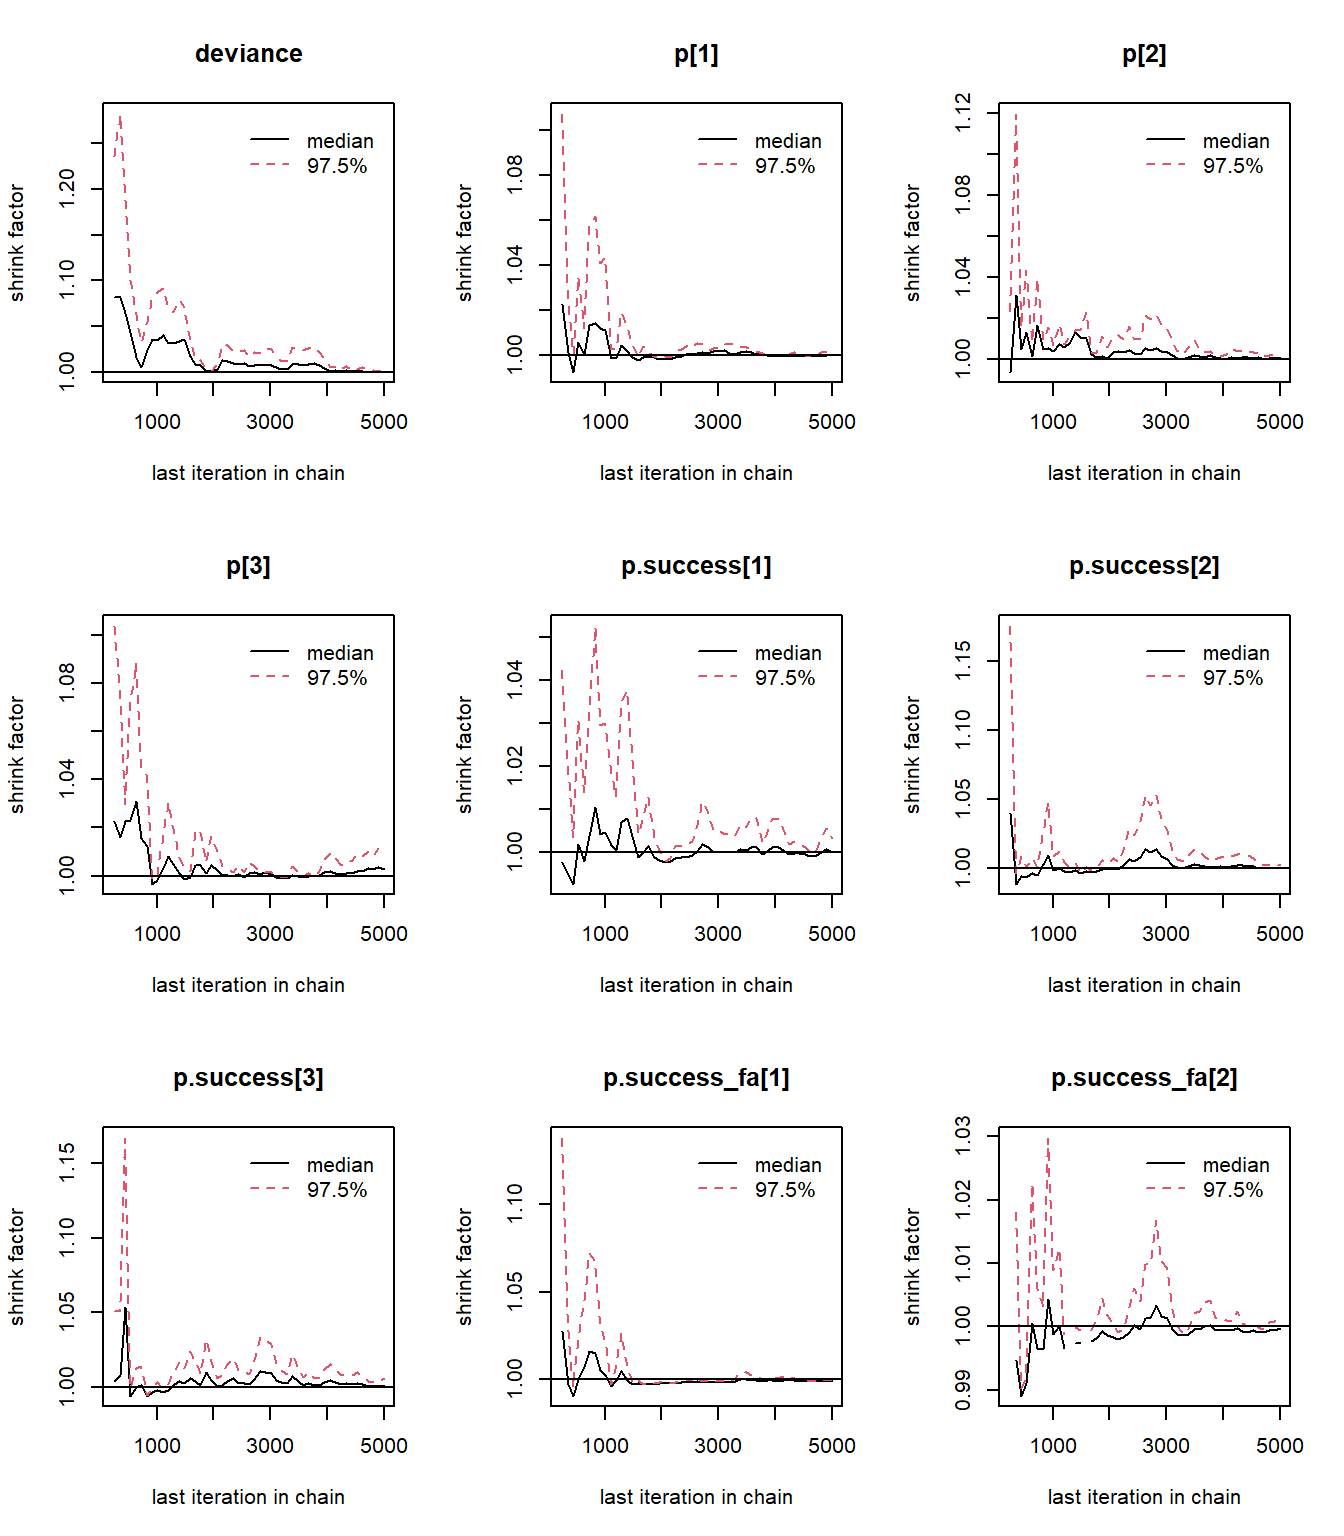 deviance
shrink factor
1.00
1.10
1.20
median
97.5%
1000
3000
5000
last iteration in chain
p[1]
shrink factor
1.00
1.04
1.08
median
97.5%
1000
3000
5000
last iteration in chain
p[2]
shrink factor
1.00
1.04
1.08
1.12
median
97.5%
1000
3000
5000
last iteration in chain
p[3]
shrink factor
1.00
1.04
1.08
median
97.5%
1000
3000
5000
last iteration in chain
p.success[1]
shrink factor
1.00
1.02
1.04
median
97.5%
1000
3000
5000
last iteration in chain
p.success[2]
shrink factor
1.00
1.05
1.10
1.15
median
97.5%
1000
3000
5000
last iteration in chain
p.success[3]
shrink factor
1.00
1.05
1.10
1.15
median
97.5%
1000
3000
5000
last iteration in chain
p.success_fa[1]
shrink factor
1.00
1.05
1.10
median
97.5%
1000
3000
5000
last iteration in chain
p.success_fa[2]
shrink factor
0.99
1.00
1.01
1.02
1.03
median
97.5%
1000
3000
5000
last iteration in chain